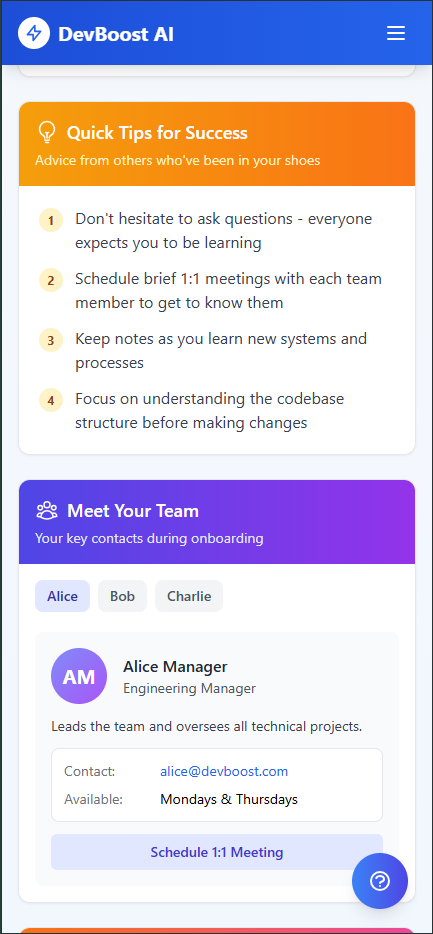 DevBoost AI
Quick Tips for Success
Advice from others who've been in your shoes
1 Don't hesitate to ask questions - everyone
expects you to be learning
2 Schedule brief 1:1 meetings with each team
member to get to know them
3 Keep notes as you learn new systems and
processes
4 Focus on understanding the codebase
structure before making changes
Meet Your Team
Your key contacts during onboarding
Alice Bob Charlie
AM
Alice Manager
Engineering Manager
Leads the team and oversees all technical projects.
Contact: alice@devboost.com
Available: Mondays & Thursdays
Schedule 1:1 Meeting
?